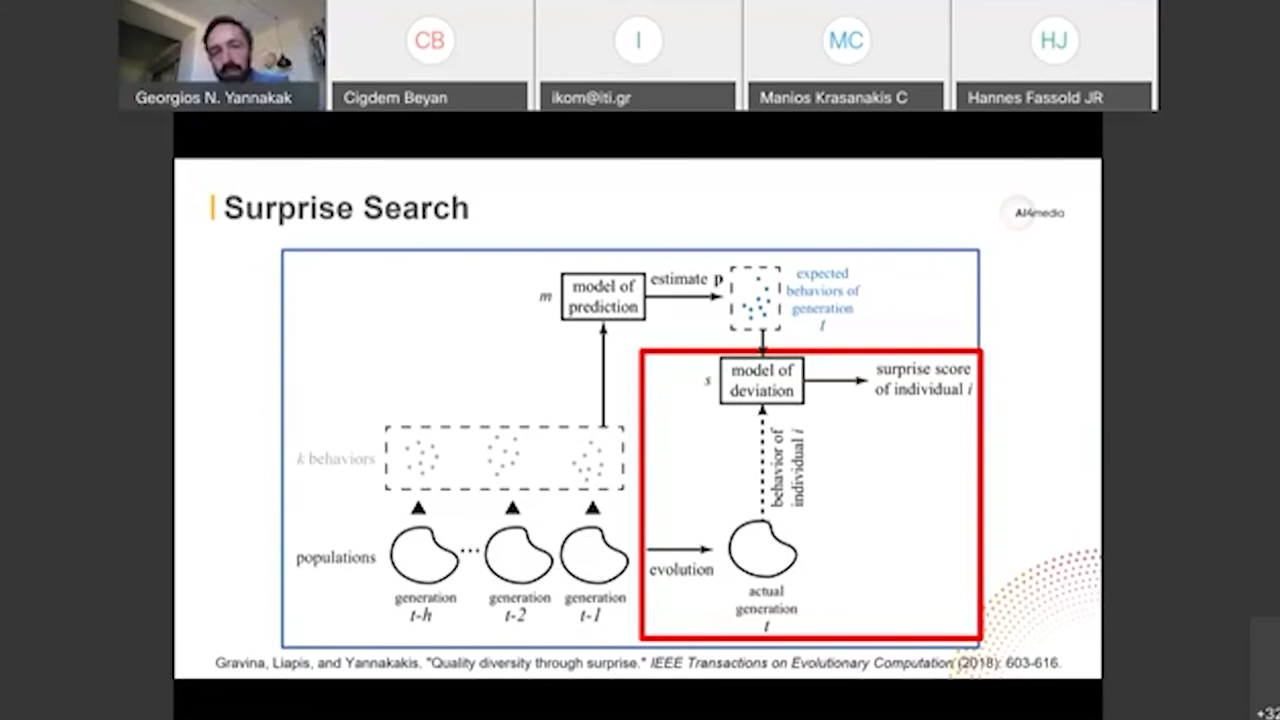 CB
I
MC
HJ
Georgios N. Yannakak
Cigdem Beyan
ikom@iti.gr
Manios Krasanakis C
Hannes Fassold JR
Surprise Search
AI4media
m
model of
prediction
estimate p
expected
behaviors of
generation
t
s
model of
deviation
surprise score
of individual i
k behaviors
behavior of
individual i
populations
...
evolution
generation
t-h
generation
t-2
generation
t-1
actual
generation
t
Gravina, Liapis, and Yannakakis. "Quality diversity through surprise." IEEE Transactions on Evolutionary Computation (2018): 603-616.